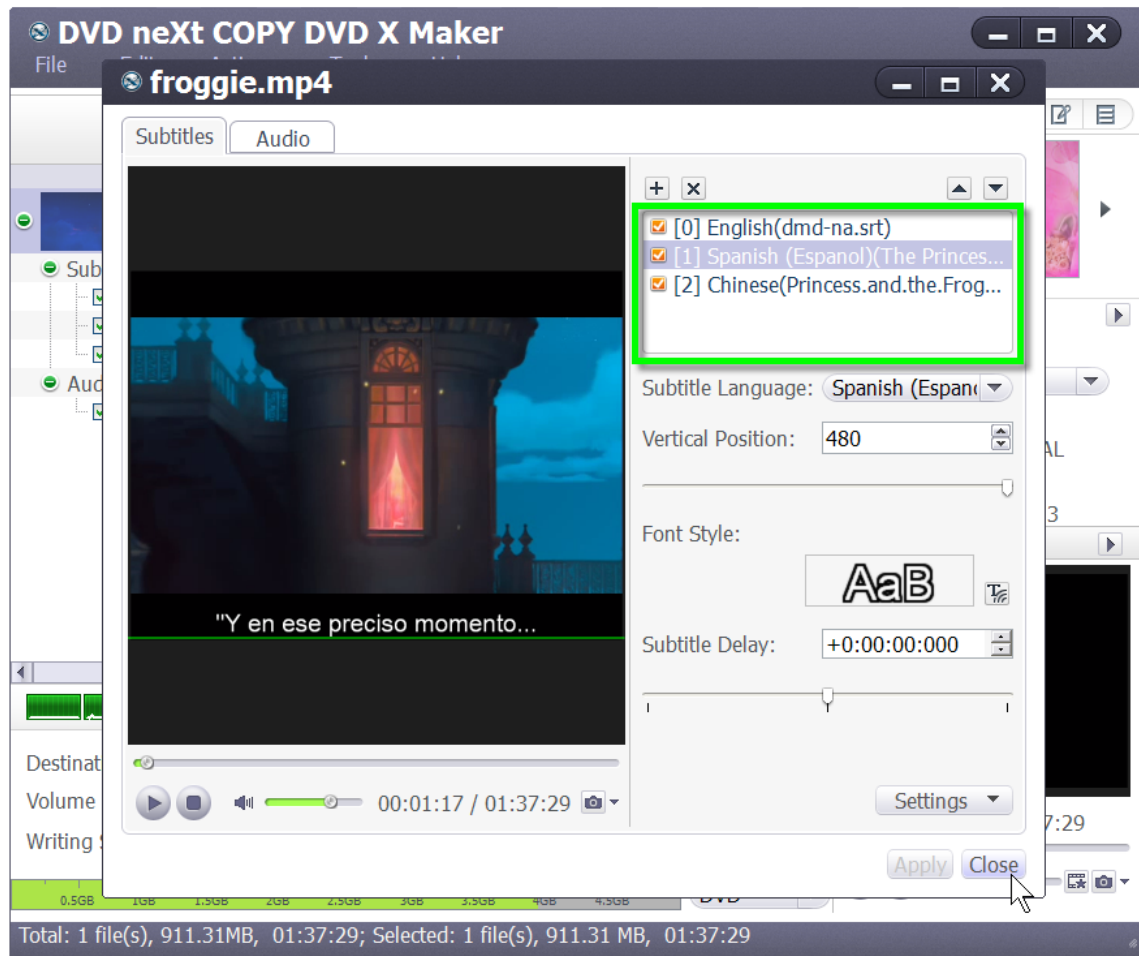 DVD neXt COPY DVD X Maker
File
froggie.mp4
Subtitles
Audio
[0] English(dmd-na.srt)
[1] Spanish (Espanol)(The Princes...
[2] Chinese(Princess.and.the.Frog...
Subtitle Language: Spanish (Espan
Vertical Position: 480
Font Style:
AaB
Subtitle Delay: +0:00:00:000
"Y en ese preciso momento...
00:01:17 / 01:37:29
Settings
Apply
Close
Sub
Aud
AL
3
Destinat
Volume
Writing
7:29
0.5GB 1GB 1.5GB 2GB 2.5GB 3GB 3.5GB 4GB 4.5GB
DVD
Total: 1 file(s), 911.31MB, 01:37:29; Selected: 1 file(s), 911.31 MB, 01:37:29